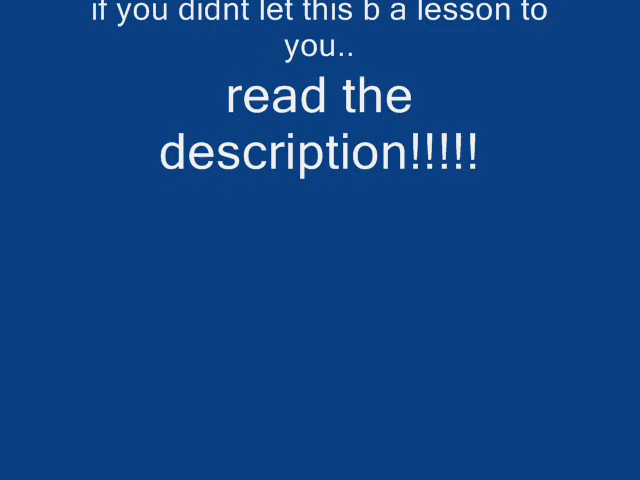 if you didnt let this b a lesson to
you..
read the
description!!!!!